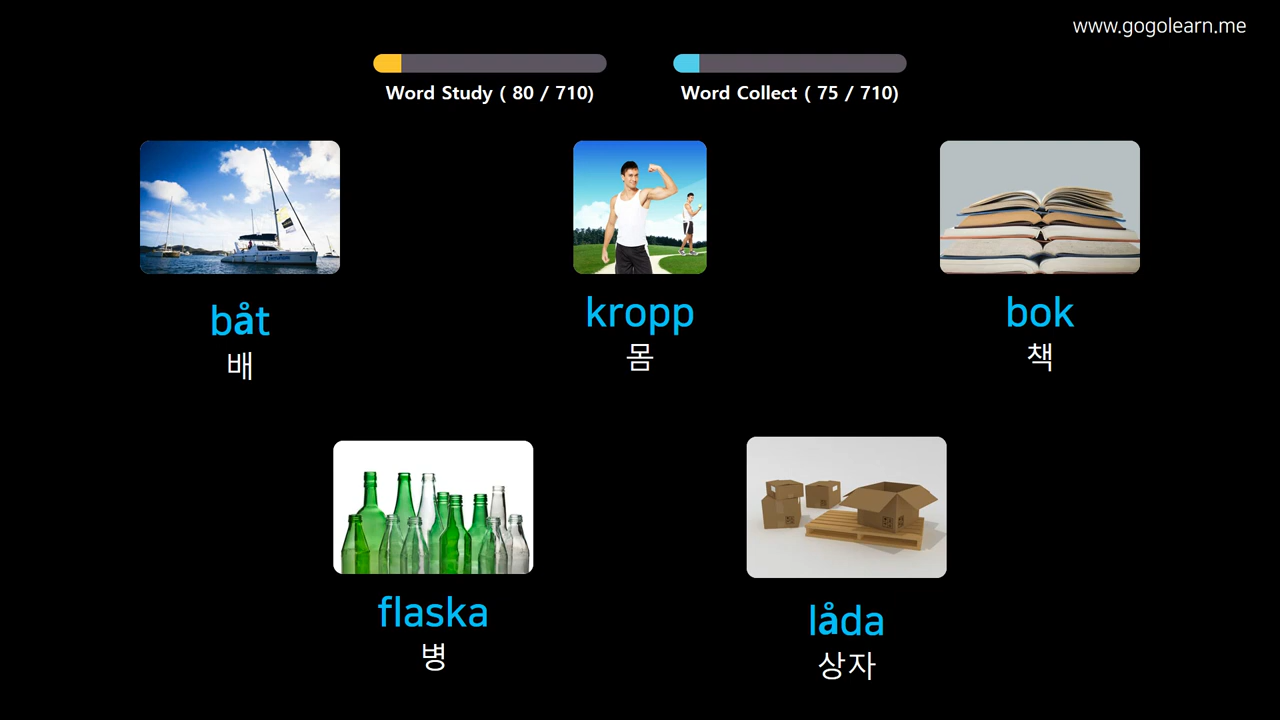 www.gogolearn.me
Word Study ( 80 / 710)
Word Collect ( 75 / 710)
båt
배
kropp
몸
bok
책
flaska
병
låda
상자